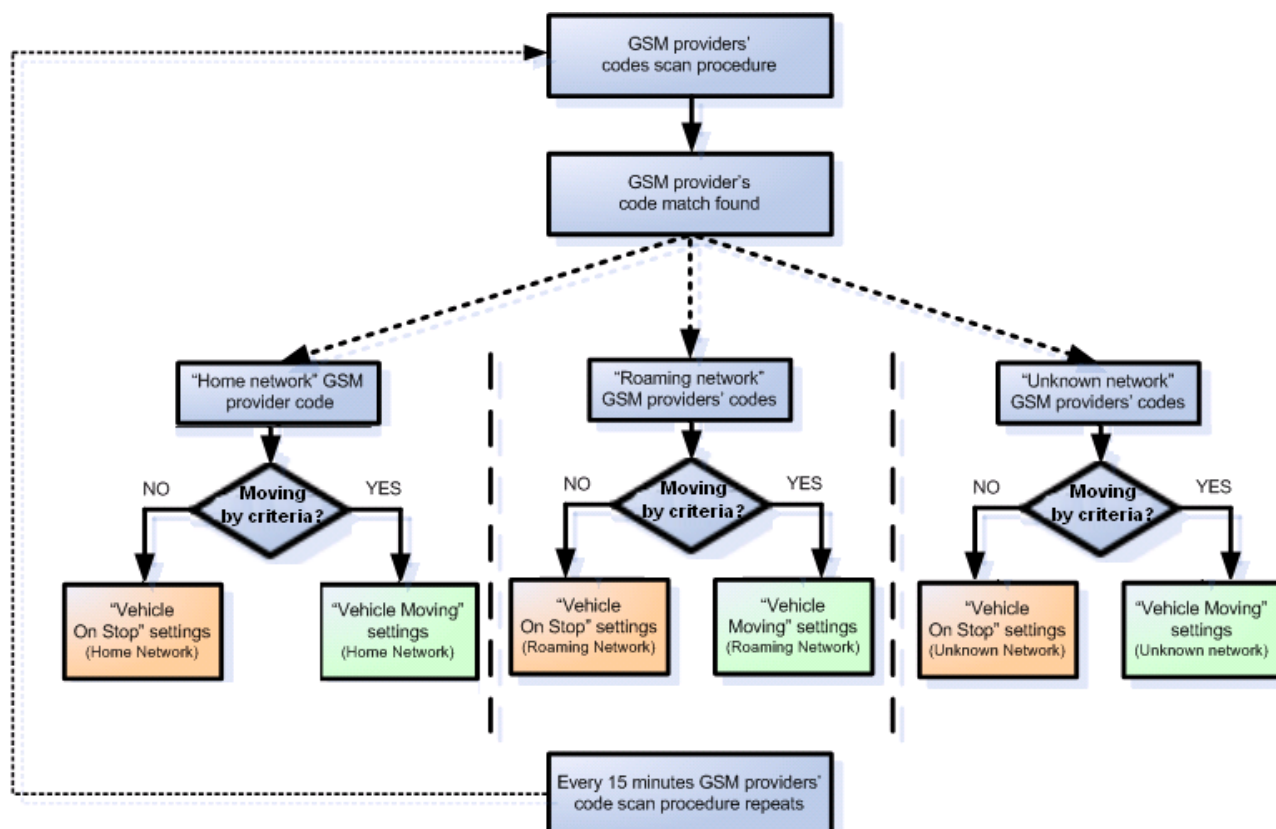 GSM providers'
codes scan procedure
GSM provider's
code match found
"Home network" GSM
provider code
"Roaming network"
GSM providers' codes
"Unknown network"
GSM providers' codes
NO
Moving
by criteria?
YES
NO
Moving
by criteria?
YES
NO
Moving
by criteria?
YES
"Vehicle
On Stop" settings
(Home Network)
"Vehicle Moving"
settings
(Home Network)
"Vehicle
On Stop" settings
(Roaming Network)
"Vehicle
Moving" settings
(Roaming Network)
"Vehicle
On Stop" settings
(Unknown Network)
"Vehicle Moving"
settings
(Unknown network)
Every 15 minutes GSM providers'
code scan procedure repeats